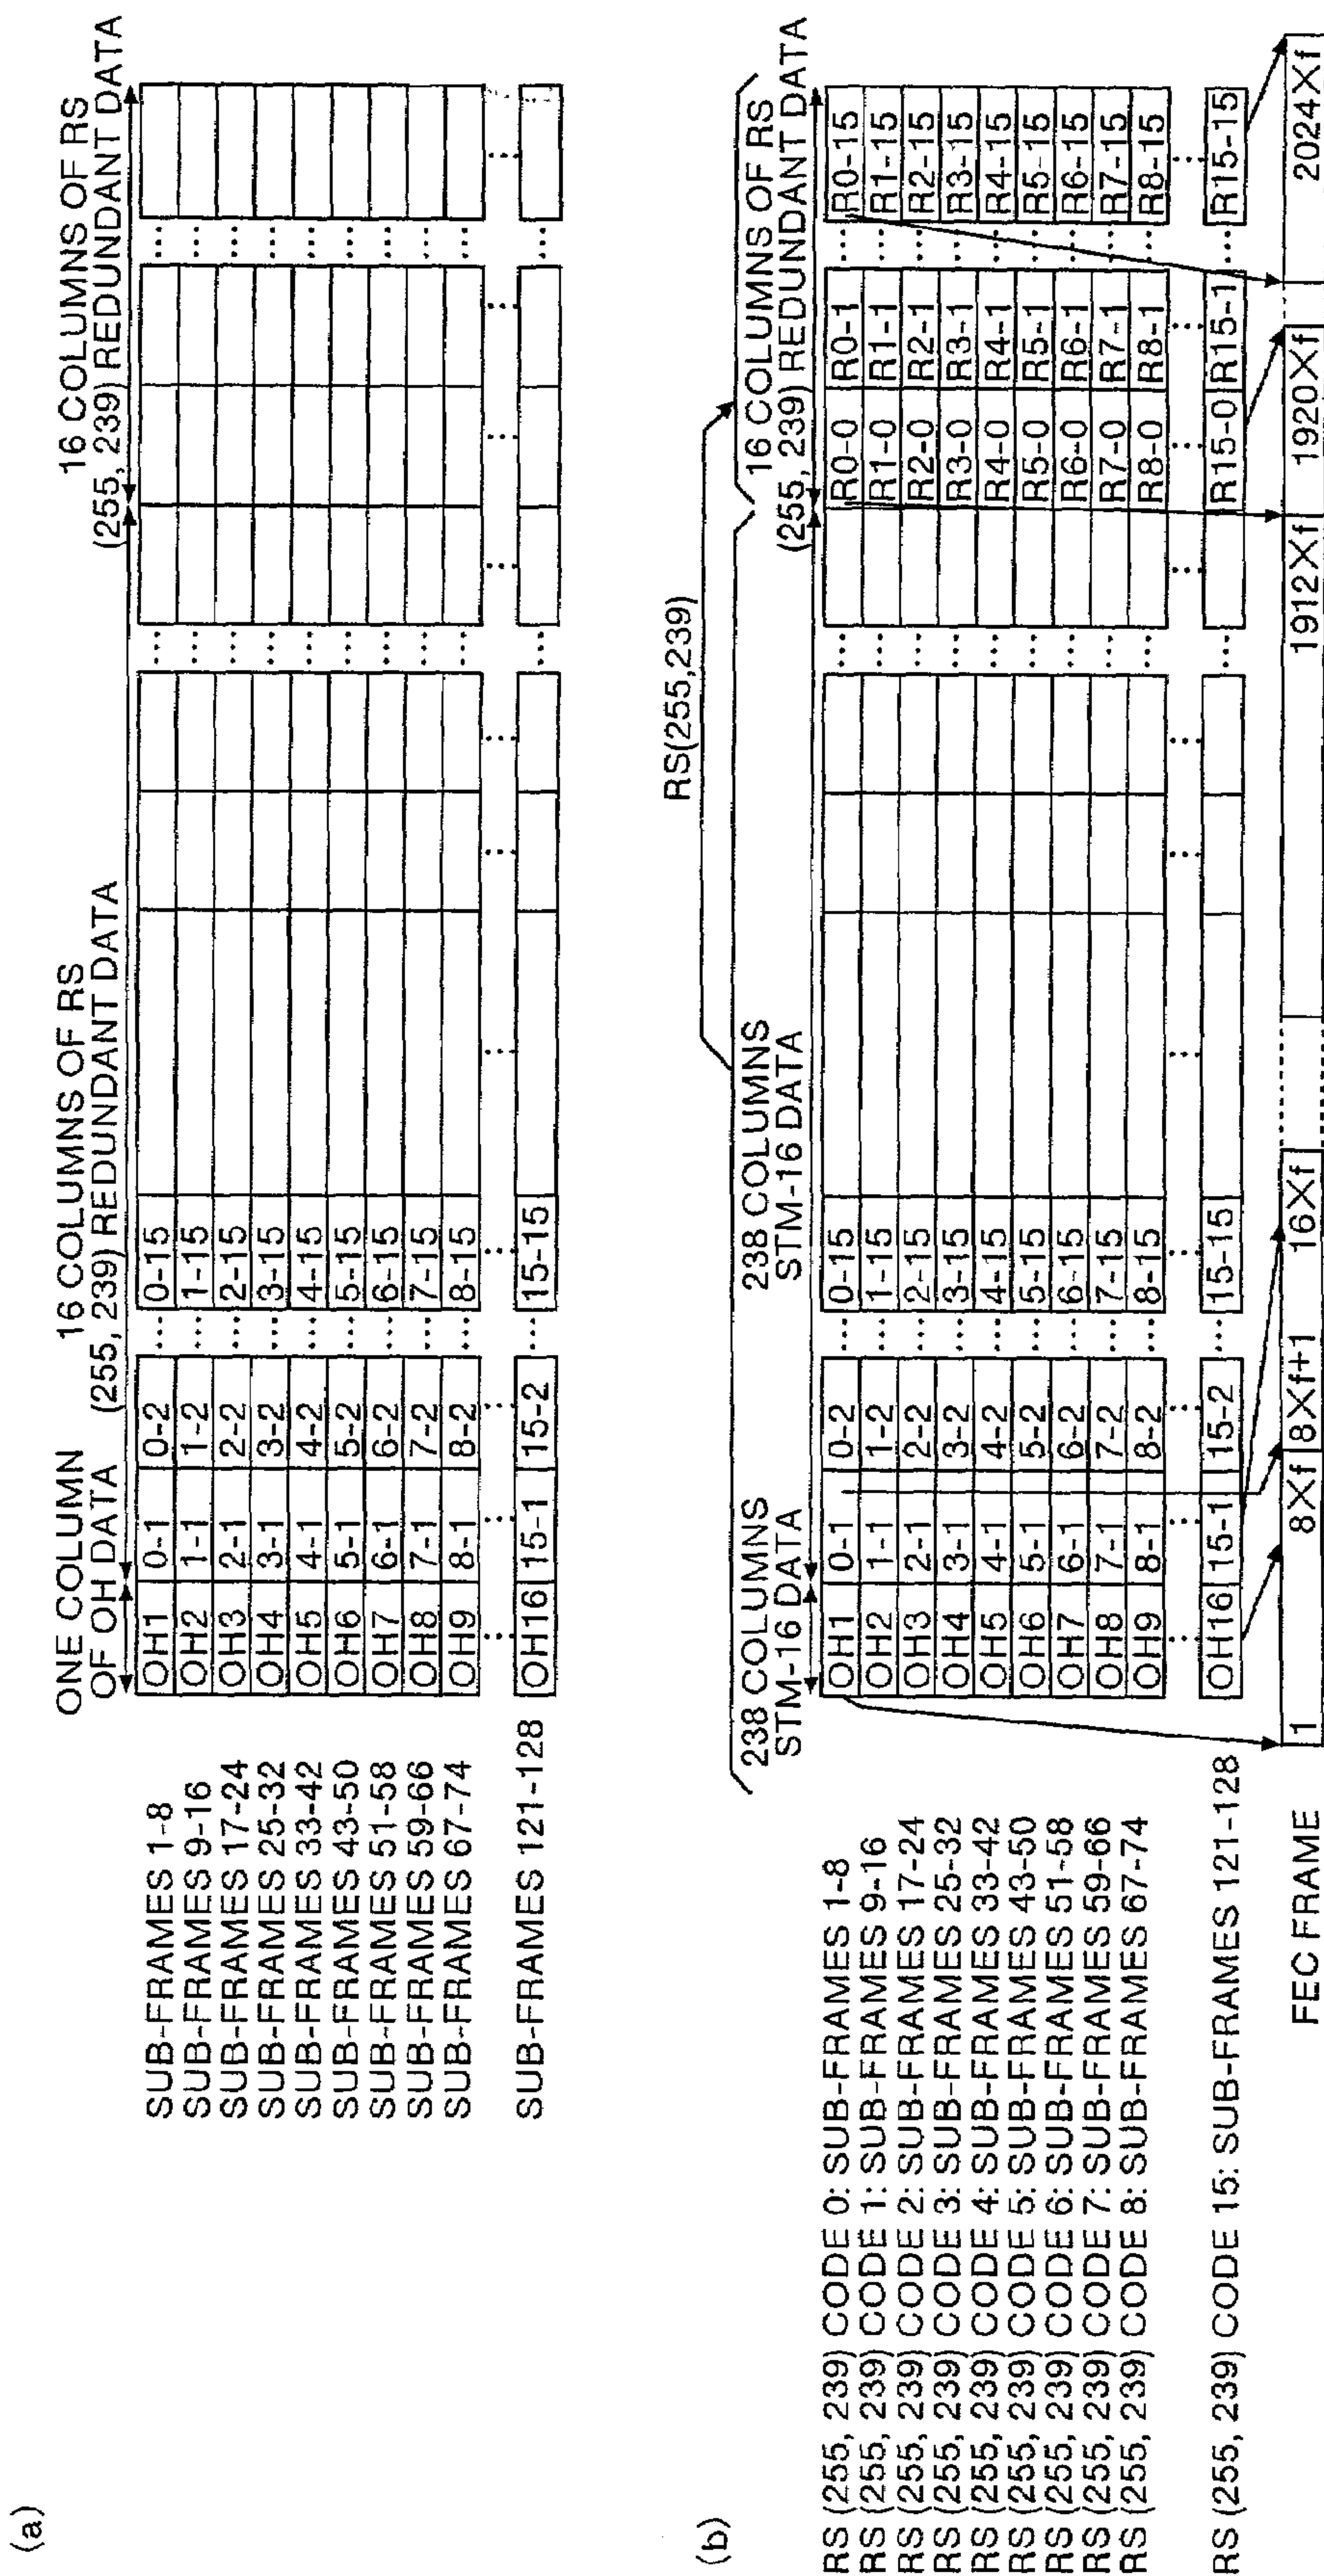 (a)
ONE COLUMN
OF OH DATA
16 COLUMNS OF RS
(255, 239) REDUNDANT DATA
16 COLUMNS OF RS
(255, 239) REDUNDANT DATA
SUB-FRAMES 1-8 OH1 0-1 0-2 ... 0-15 ... ...
SUB-FRAMES 9-16 OH2 1-1 1-2 ... 1-15 ... ...
SUB-FRAMES 17-24 OH3 2-1 2-2 ... 2-15 ... ...
SUB-FRAMES 25-32 OH4 3-1 3-2 ... 3-15 ... ...
SUB-FRAMES 33-42 OH5 4-1 4-2 ... 4-15 ... ...
SUB-FRAMES 43-50 OH6 5-1 5-2 ... 5-15 ... ...
SUB-FRAMES 51-58 OH7 6-1 6-2 ... 6-15 ... ...
SUB-FRAMES 59-66 OH8 7-1 7-2 ... 7-15 ... ...
SUB-FRAMES 67-74 OH9 8-1 8-2 ... 8-15 ... ...
SUB-FRAMES 121-128 OH16 15-1 15-2 ... 15-15 ... ...
(b)
RS(255,239)
238 COLUMNS
STM-16 DATA
238 COLUMNS
STM-16 DATA
16 COLUMNS OF RS
(255, 239) REDUNDANT DATA
RS (255, 239) CODE 0: SUB-FRAMES 1-8 OH1 0-1 0-2 ... 0-15 ... R0-0 R0-1 ... R0-15
RS (255, 239) CODE 1: SUB-FRAMES 9-16 OH2 1-1 1-2 ... 1-15 ... R1-0 R1-1 ... R1-15
RS (255, 239) CODE 2: SUB-FRAMES 17-24 OH3 2-1 2-2 ... 2-15 ... R2-0 R2-1 ... R2-15
RS (255, 239) CODE 3: SUB-FRAMES 25-32 OH4 3-1 3-2 ... 3-15 ... R3-0 R3-1 ... R3-15
RS (255, 239) CODE 4: SUB-FRAMES 33-42 OH5 4-1 4-2 ... 4-15 ... R4-0 R4-1 ... R4-15
RS (255, 239) CODE 5: SUB-FRAMES 43-50 OH6 5-1 5-2 ... 5-15 ... R5-0 R5-1 ... R5-15
RS (255, 239) CODE 6: SUB-FRAMES 51-58 OH7 6-1 6-2 ... 6-15 ... R6-0 R6-1 ... R6-15
RS (255, 239) CODE 7: SUB-FRAMES 59-66 OH8 7-1 7-2 ... 7-15 ... R7-0 R7-1 ... R7-15
RS (255, 239) CODE 8: SUB-FRAMES 67-74 OH9 8-1 8-2 ... 8-15 ... R8-0 R8-1 ... R8-15
RS (255, 239) CODE 15: SUB-FRAMES 121-128 OH16 15-1 15-2 ... 15-15 ... R15-0 R15-1 ... R15-15
FEC FRAME 1 8Xf 8Xf+1 16Xf 1912Xf 1920Xf 2024Xf